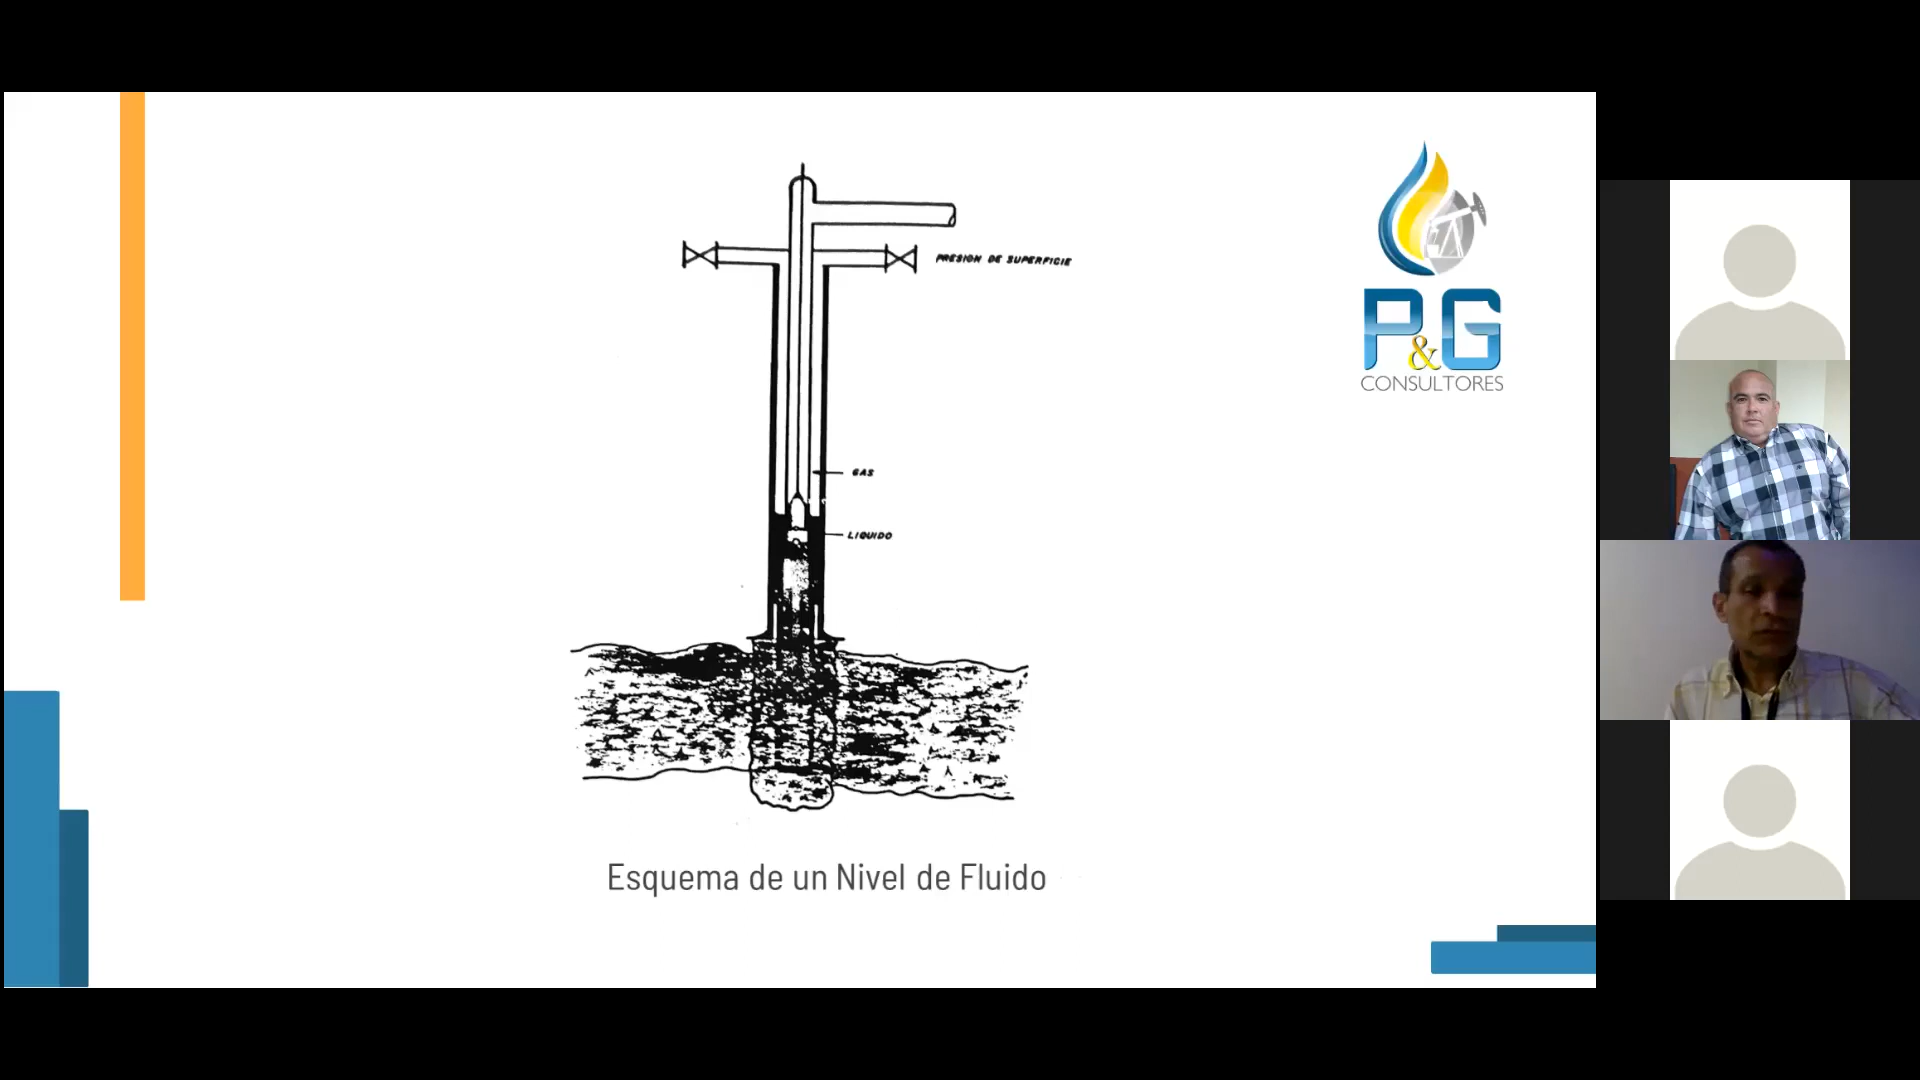 PRESION DE SUPERFICIE
P&G
CONSULTORES
GAS
LIQUIDO
Esquema de un Nivel de Fluido